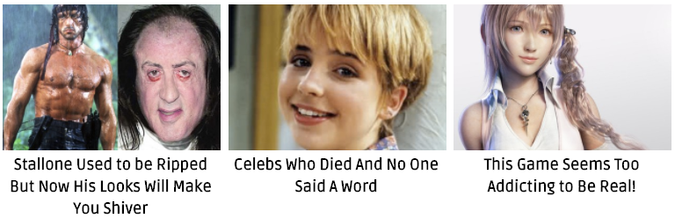 Stallone Used to be Ripped
But Now His Looks Will Make
You Shiver
Celebs Who Died And No One
Said A Word
This Game Seems Too
Addicting to Be Real!